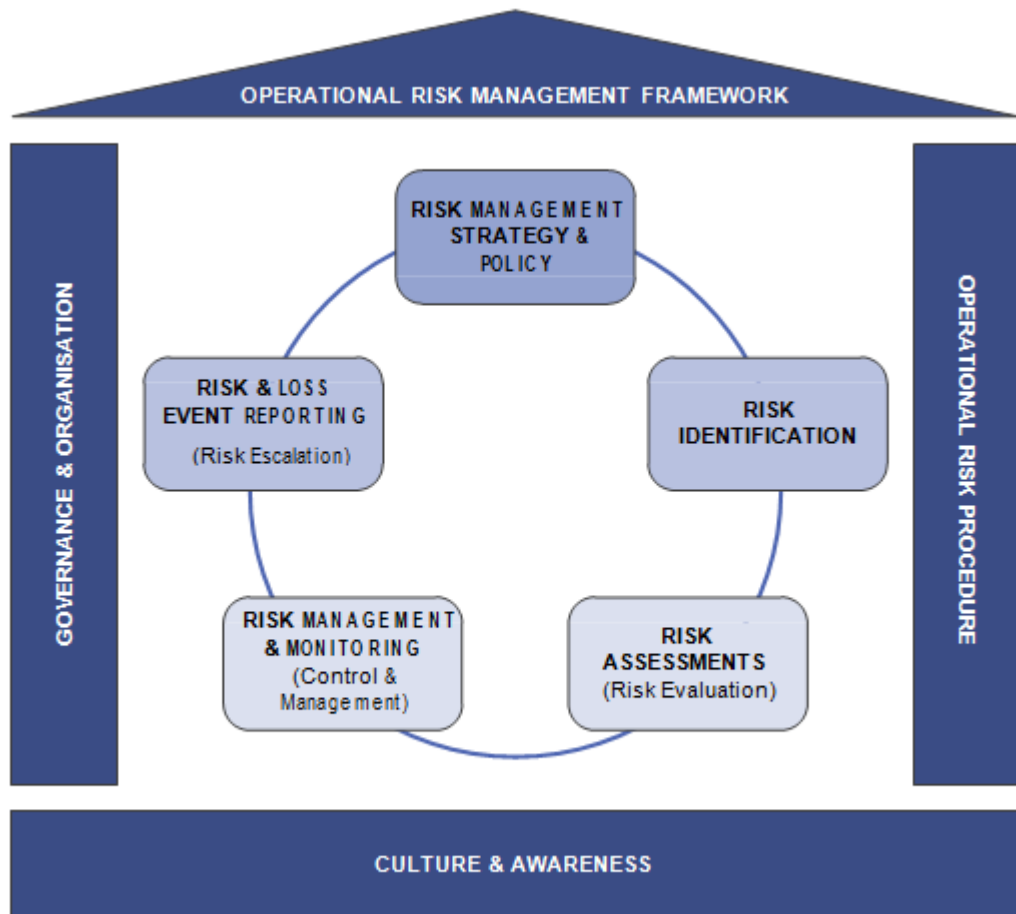 OPERATIONAL RISK MANAGEMENT FRAMEWORK
GOVERNANCE & ORGANISATION
RISK MANAGEMENT
STRATEGY &
POLICY
RISK & LOSS
EVENT REPORTING
(Risk Escalation)
RISK
IDENTIFICATION
RISK MANAGEMENT
& MONITORING
(Control &
Management)
RISK
ASSESSMENTS
(Risk Evaluation)
OPERATIONAL RISK PROCEDURE
CULTURE & AWARENESS